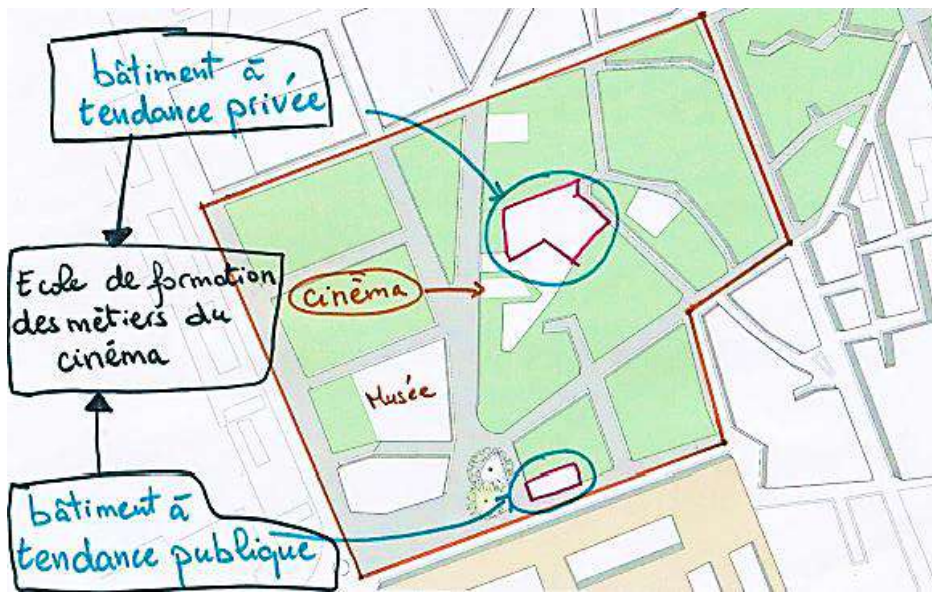 bâtiment à
tendance privée
Ecole de formation
des métiers du
cinéma
cinéma
Musée
bâtiment à
tendance publique